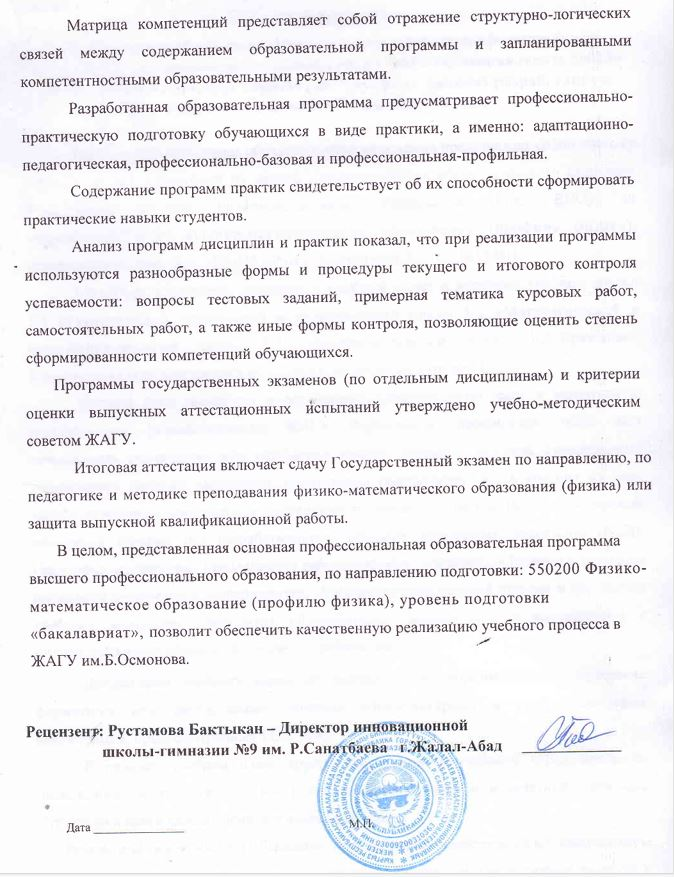 Матрица компетенций представляет собой отражение структурно-логических
связей между содержанием образовательной программы и запланированными
компетентностными образовательными результатами.
Разработанная образовательная программа предусматривает профессионально-
практическую подготовку обучающихся в виде практики, а именно: адаптационно-
педагогическая, профессионально-базовая и профессиональная-профильная.
Содержание программ практик свидетельствует об их способности сформировать
практические навыки студентов.
Анализ программ дисциплин и практик показал, что при реализации программы
используются разнообразные формы и процедуры текущего и итогового контроля
успеваемости: вопросы тестовых заданий, примерная тематика курсовых работ,
самостоятельных работ, а также иные формы контроля, позволяющие оценить степень
сформированности компетенций обучающихся.
Программы государственных экзаменов (по отдельным дисциплинам) и критерии
оценки выпускных аттестационных испытаний утверждено учебно-методическим
советом ЖАГУ.
Итоговая аттестация включает сдачу Государственный экзамен по направлению, по
педагогике и методике преподавания физико-математического образования (физика) или
защита выпускной квалификационной работы.
В целом, представленная основная профессиональная образовательная программа
высшего профессионального образования, по направлению подготовки: 550200 Физико-
математическое образование (профилю физика), уровень подготовки
«бакалавриат», позволит обеспечить качественную реализацию учебного процесса в
ЖАГУ им.Б.Осмонова.
Рецензент: Рустамова Бактыкан – Директор инновационной
школы-гимназии №9 им. Р.Санатбаева г.Жалал-Абад
Дата
М.П.